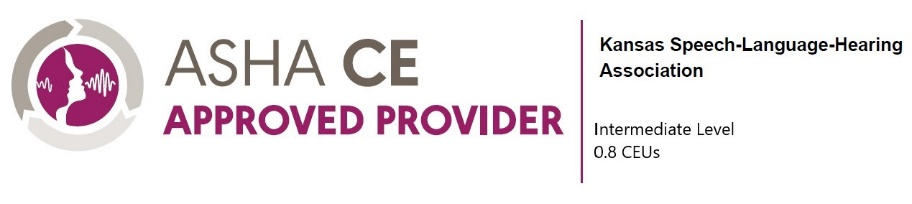 ASHA CE
APPROVED PROVIDER
Kansas Speech-Language-Hearing
Association
Intermediate Level
0.8 CEUs